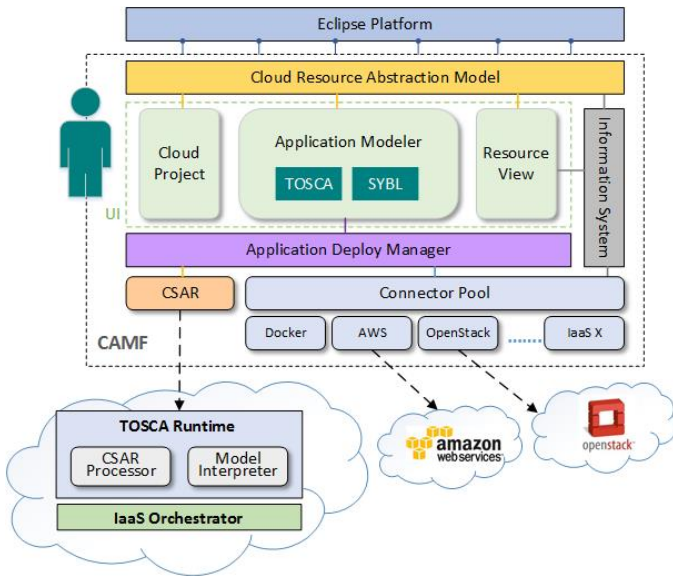 Eclipse Platform
Cloud Resource Abstraction Model
Cloud
Project
Application Modeler
TOSCA
SYBL
Resource
View
Information System
UI
Application Deploy Manager
CSAR
Connector Pool
Docker
AWS
OpenStack
IaaS X
CAMF
TOSCA Runtime
CSAR
Processor
Model
Interpreter
IaaS Orchestrator
amazon
web services
openstack